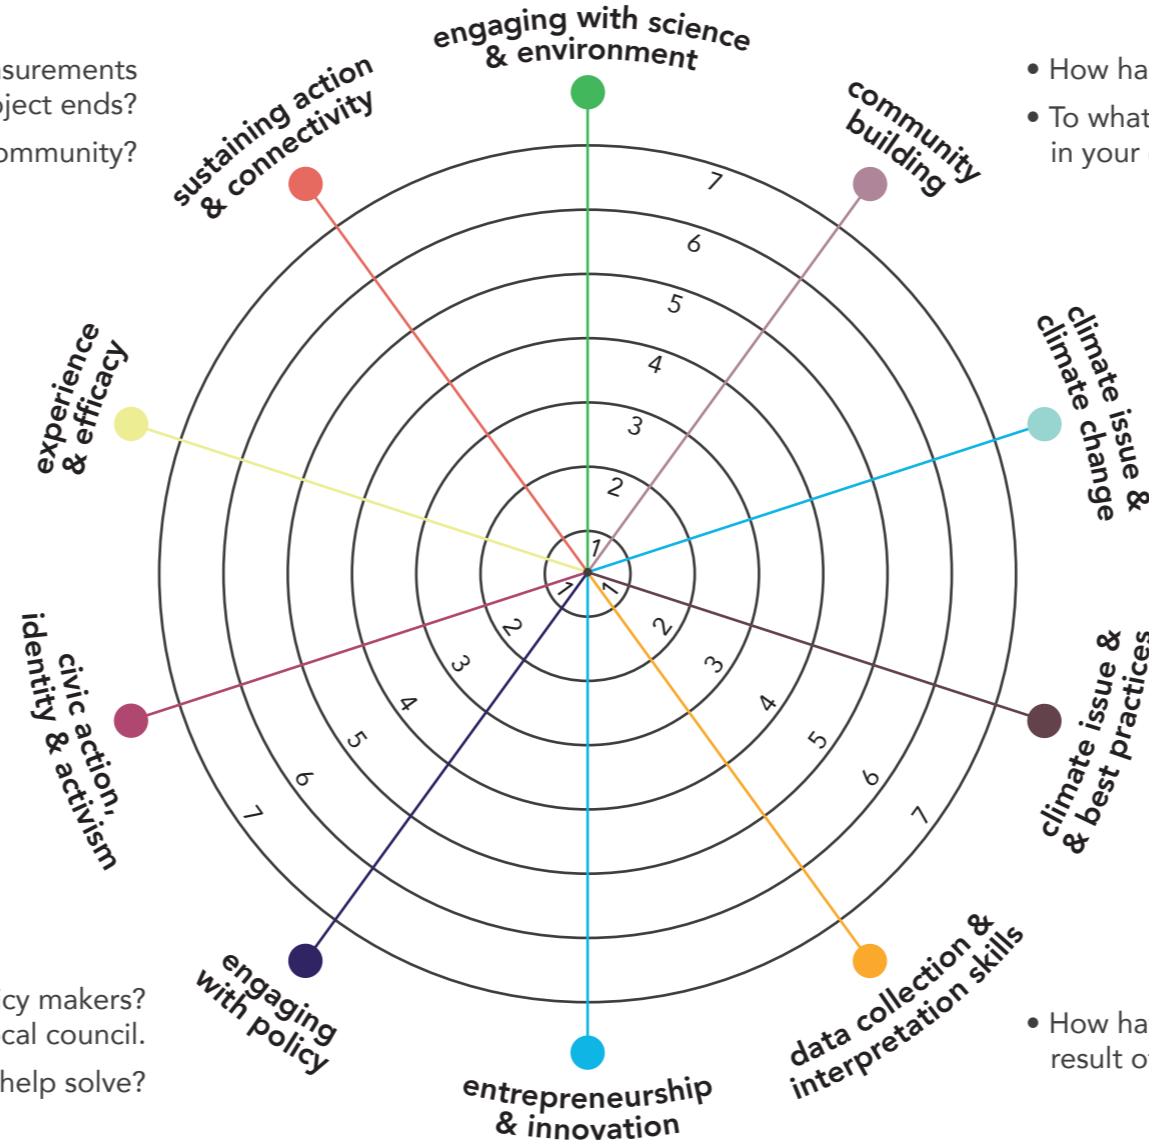 engaging with science
& environment
surements
ject ends?
ommunity?
sustaining action
& connectivity
community
building
• How ha
• To what
in your
7
6
5
4
3
2
1
experience
& efficacy
climate issue &
climate change
1
2
3
4
5
6
7
1
2
3
4
5
6
7
civic action,
identity & activism
climate issue &
& best practices
engaging
with policy
data collection &
interpretation skills
icy makers?
cal council.
help solve?
• How ha
result o
entrepreneurship
& innovation